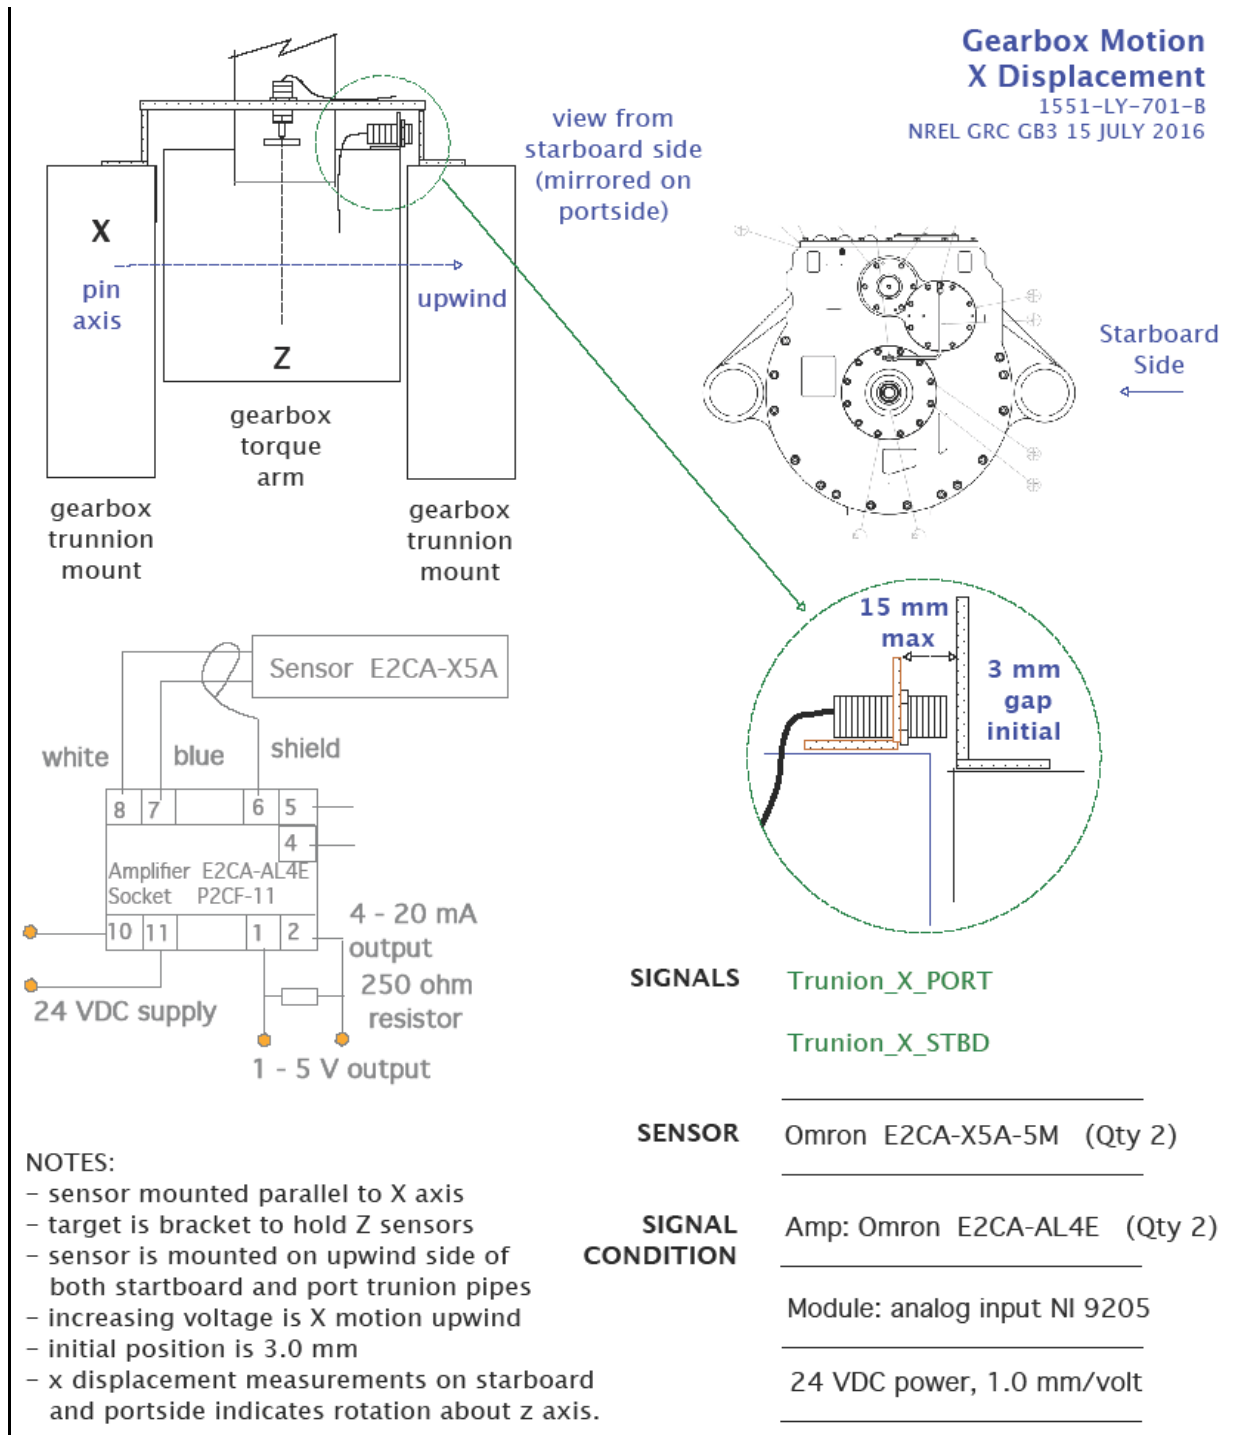 Gearbox Motion
X Displacement
1551-LY-701-B
NREL GRC GB3 15 JULY 2016
view from
starboard side
(mirrored on
portside)
X
pin
axis
upwind
Z
gearbox
torque
arm
gearbox
trunnion
mount
gearbox
trunnion
mount
Starboard
Side
15 mm
max
3 mm
gap
initial
Sensor E2CA-X5A
white
blue
shield
8
7
6
5
4
Amplifier E2CA-AL4E
Socket P2CF-11
10
11
1
2
4 - 20 mA
output
250 ohm
resistor
24 VDC supply
1 - 5 V output
SIGNALS
Trunion_X_PORT
Trunion_X_STBD
SENSOR
Omron E2CA-X5A-5M (Qty 2)
SIGNAL
CONDITION
Amp: Omron E2CA-AL4E (Qty 2)
Module: analog input NI 9205
24 VDC power, 1.0 mm/volt
NOTES:
- sensor mounted parallel to X axis
- target is bracket to hold Z sensors
- sensor is mounted on upwind side of
both startboard and port trunion pipes
- increasing voltage is X motion upwind
- initial position is 3.0 mm
- x displacement measurements on starboard
and portside indicates rotation about z axis.